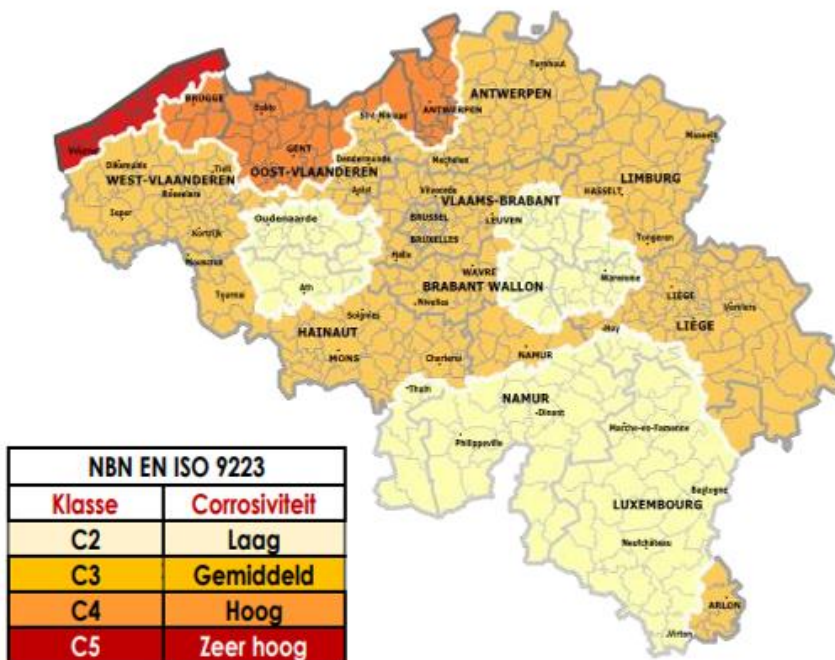 Turnhout
BRUGGE
Eeklo
ANTWERPEN
St-Niklaas
ANTWERPEN
Maaseik
Veurne
GENT
Diksmuide
Tielt
OOST-VLAANDEREN
Dendermonde
Mechelen
LIMBURG
WEST-VLAANDEREN
Roeselare
Aalst
Vilvoorde
VLAAMS-BRABANT
HASSELT
Ieper
Oudenaarde
BRUSSEL
LEUVEN
Kortrijk
BRUXELLES
Tongeren
Mouscron
Halle
WAVRE
Waremme
Ath
BRABANT WALLON
LIÈGE
Tournai
Nivelles
Verviers
Soignies
HAINAUT
Huy
LIÈGE
MONS
Charleroi
NAMUR
Thuin
NAMUR
Dinant
Philippeville
Marche-en-Famenne
Bastogne
LUXEMBOURG
Neufchâteau
ARLON
Virton
NBN EN ISO 9223
Klasse Corrosiviteit
C2 Laag
C3 Gemiddeld
C4 Hoog
C5 Zeer hoog